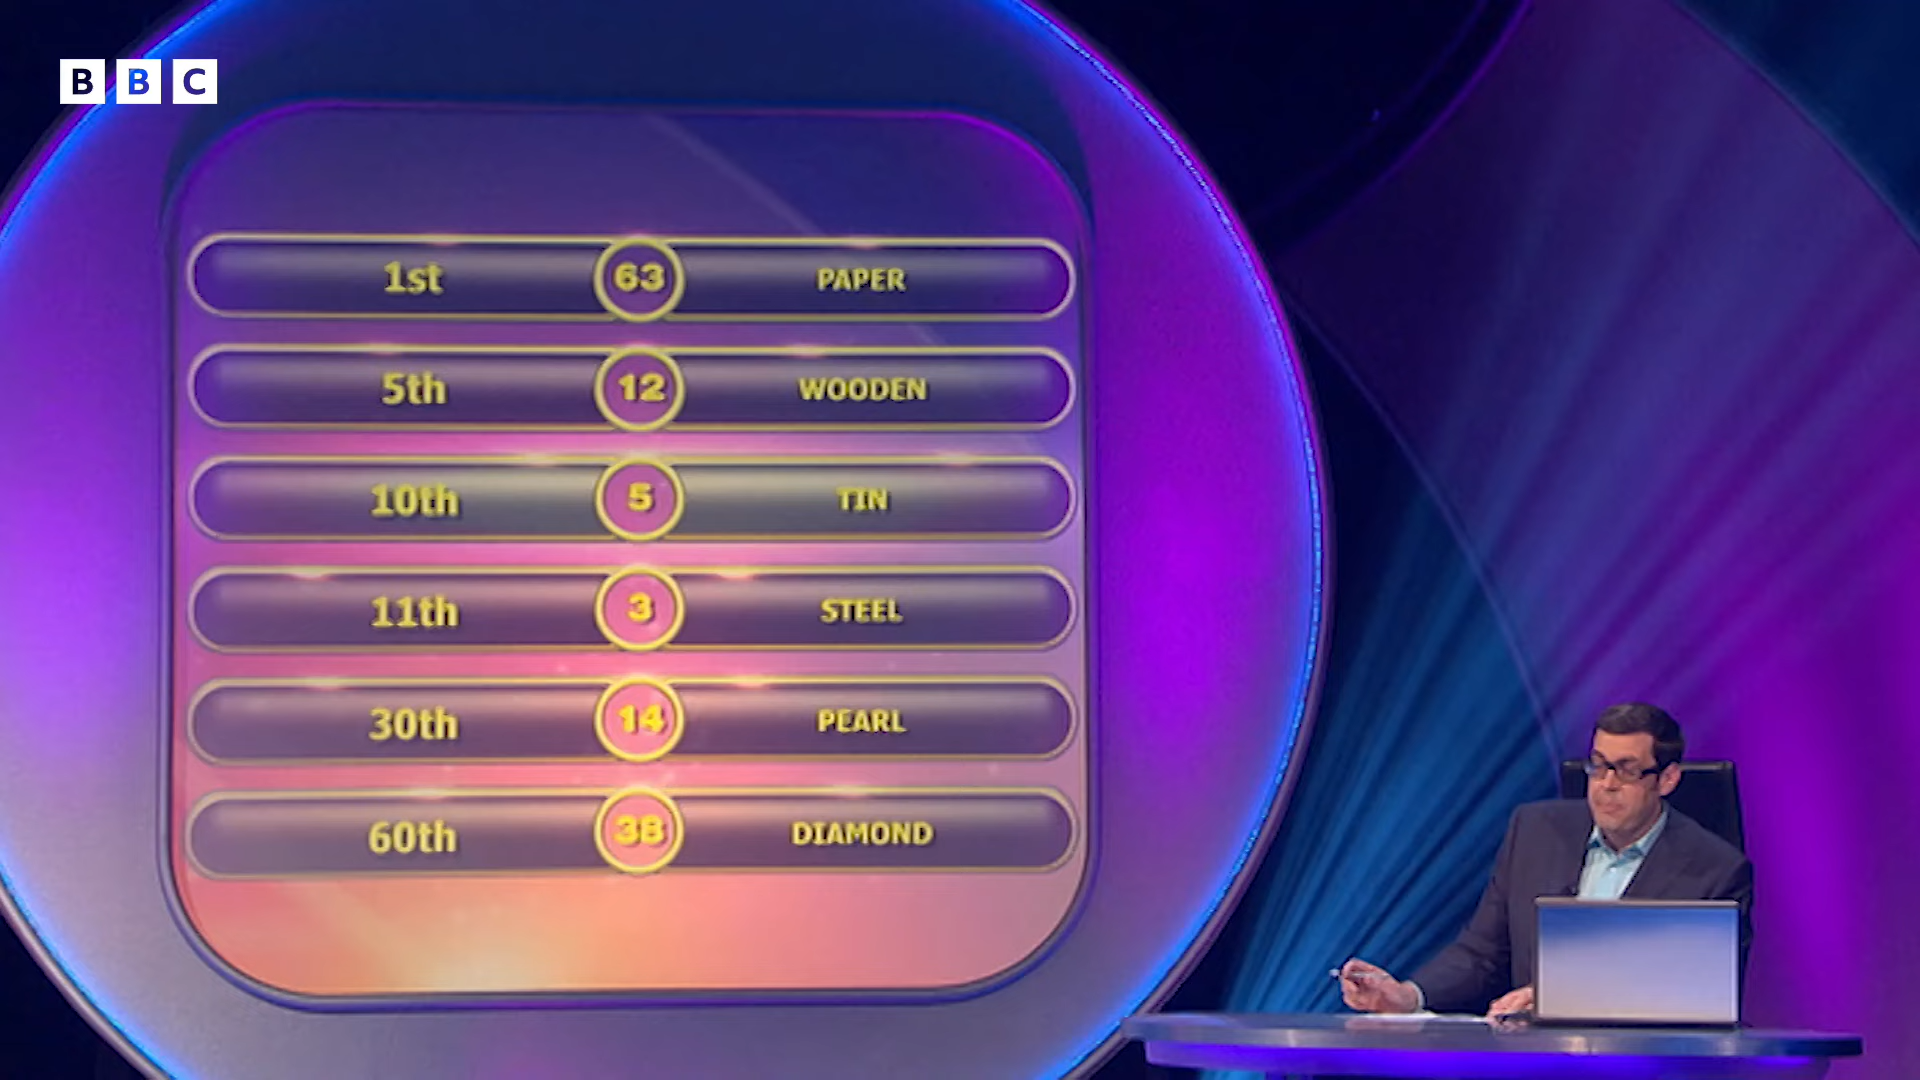 BBC
1st 63 PAPER
5th 12 WOODEN
10th 5 TIN
11th 3 STEEL
30th 14 PEARL
60th 38 DIAMOND